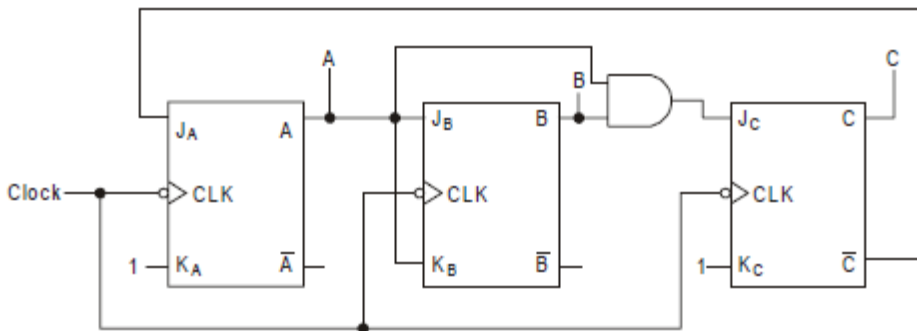 A B C
J_A A J_B B J_C C
Clock CLK CLK CLK
1 K_A A̅ K_B B̅ 1 K_C C̅